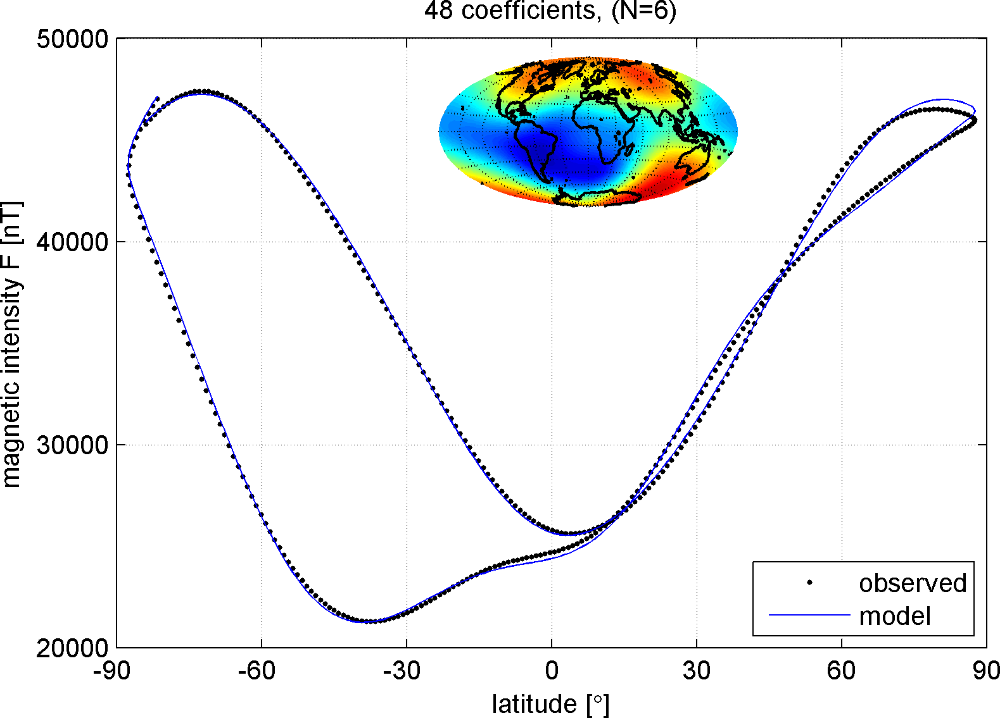 48 coefficients, (N=6)
50000
40000
30000
20000
magnetic intensity F [nT]
-90 -60 -30 0 30 60 90
latitude [°]
observed
model